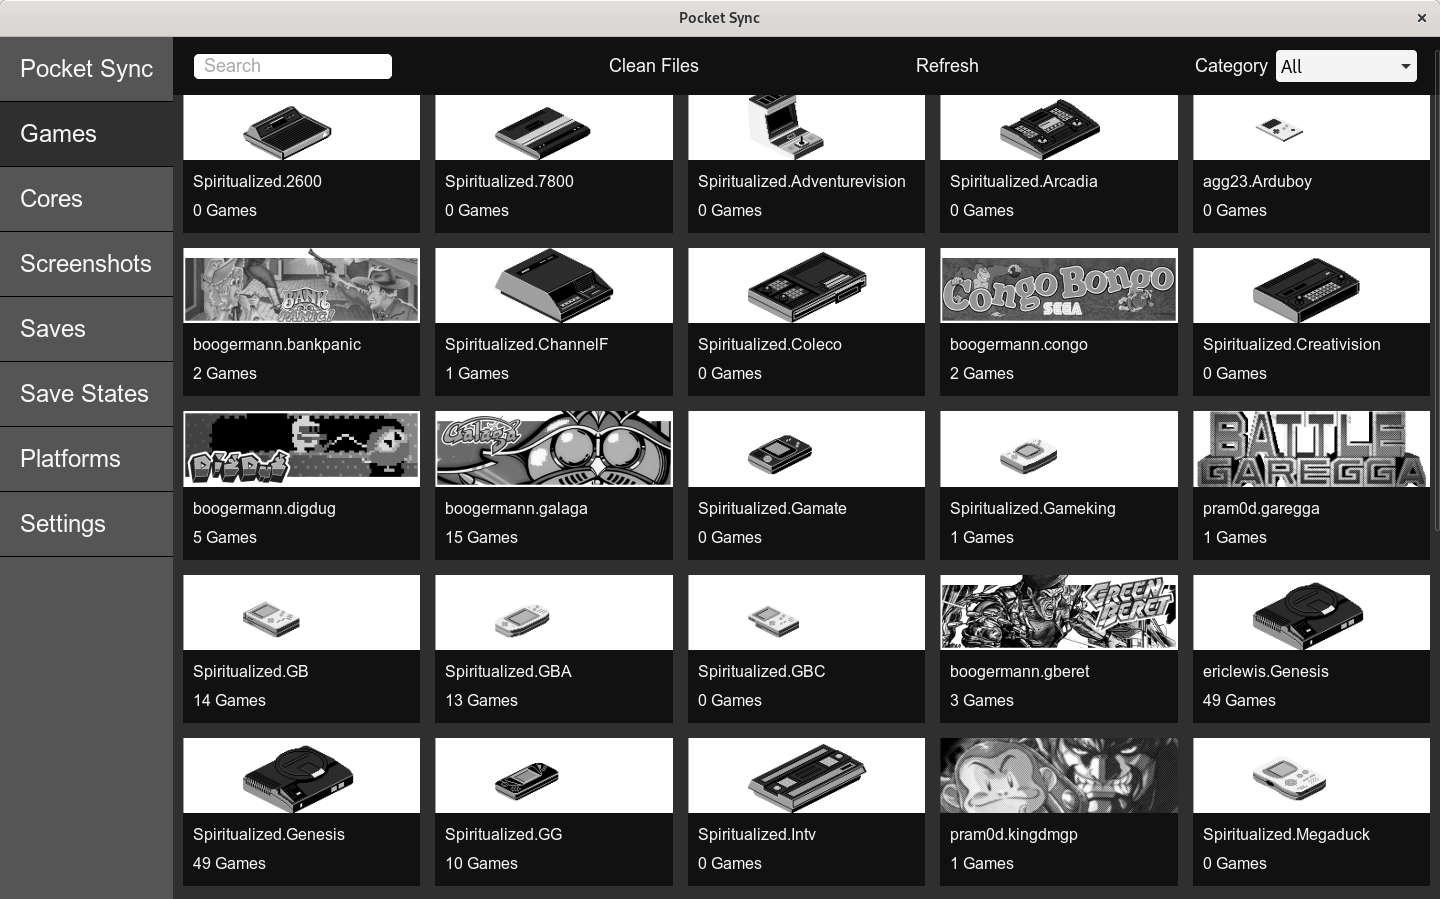 Pocket Sync
Pocket Sync
Search
Clean Files
Refresh
Category
All
Games
Cores
Screenshots
Saves
Save States
Platforms
Settings
Spiritualized.2600
0 Games
Spiritualized.7800
0 Games
Spiritualized.Adventurevision
0 Games
Spiritualized.Arcadia
0 Games
agg23.Arduboy
0 Games
BANK
PANIC!
boogermann.bankpanic
2 Games
Spiritualized.ChannelF
1 Games
Spiritualized.Coleco
0 Games
Congo Bongo
SEGA
boogermann.congo
2 Games
Spiritualized.Creativision
0 Games
DIG DUG
boogermann.digdug
5 Games
Galaga
boogermann.galaga
15 Games
Spiritualized.Gamate
0 Games
Spiritualized.Gameking
1 Games
BATTLE
GAREGGA
pram0d.garegga
1 Games
Spiritualized.GB
14 Games
Spiritualized.GBA
13 Games
Spiritualized.GBC
0 Games
GREEN
BERET
boogermann.gberet
3 Games
ericlewis.Genesis
49 Games
Spiritualized.Genesis
49 Games
Spiritualized.GG
10 Games
Spiritualized.Intv
0 Games
pram0d.kingdmgp
1 Games
Spiritualized.Megaduck
0 Games